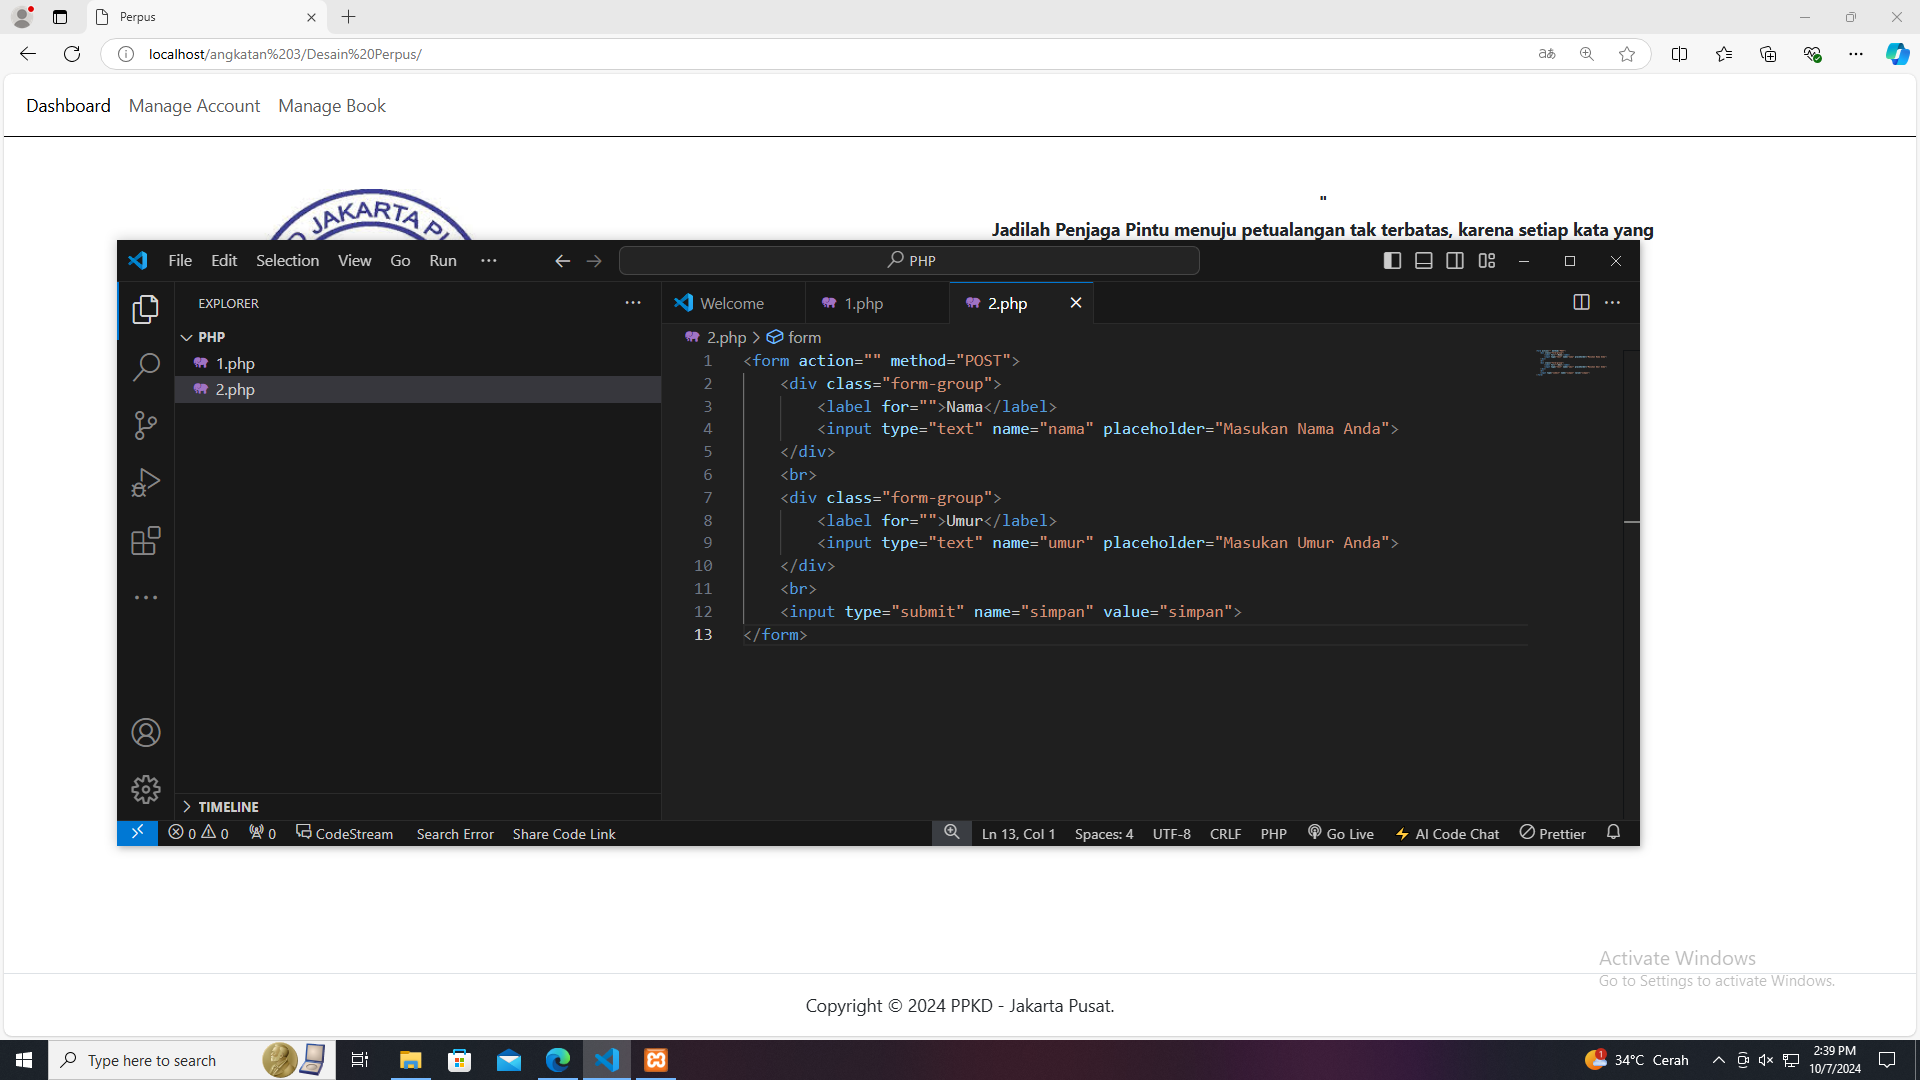 Perpus
localhost/angkatan%203/Desain%20Perpus/
Dashboard Manage Account Manage Book
"
Jadilah Penjaga Pintu menuju petualangan tak terbatas, karena setiap kata yang
JAKARTA
File Edit Selection View Go Run ··· PHP
EXPLORER
PHP
1.php
2.php
TIMELINE
Welcome 1.php 2.php
2.php > form
1 <form action="" method="POST">
2 <div class="form-group">
3 <label for="">Nama</label>
4 <input type="text" name="nama" placeholder="Masukan Nama Anda">
5 </div>
6 <br>
7 <div class="form-group">
8 <label for="">Umur</label>
9 <input type="text" name="umur" placeholder="Masukan Umur Anda">
10 </div>
11 <br>
12 <input type="submit" name="simpan" value="simpan">
13 </form>
0 0 0 CodeStream Search Error Share Code Link Ln 13, Col 1 Spaces: 4 UTF-8 CRLF PHP Go Live AI Code Chat Prettier
Activate Windows
Go to Settings to activate Windows.
Copyright © 2024 PPKD - Jakarta Pusat.
Type here to search 1 34°C Cerah 2:39 PM
10/7/2024